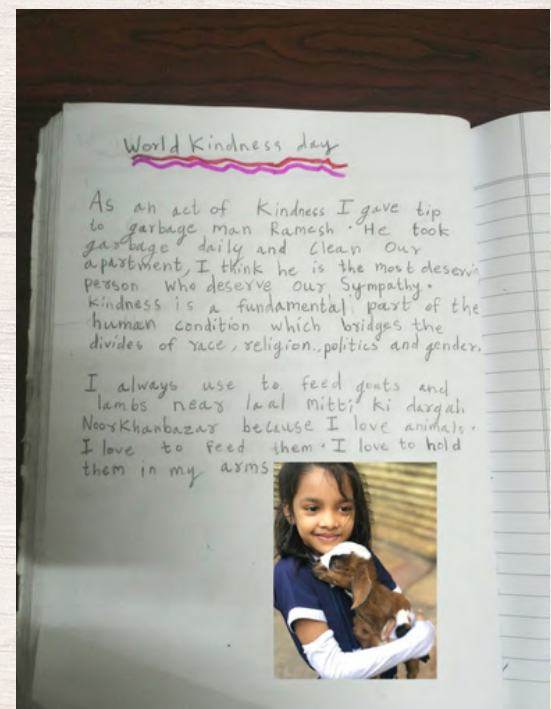 World Kindness day
As an act of Kindness I gave tip
to garbage man Ramesh. He took
garbage daily and Clean Our
apartment, I think he is the most deservin
person who deserve Our Sympathy.
kindness is a fundamental part of the
human condition which bridges the
divides of race, religion, politics and gender.
I always use to feed goats and
lambs near laal mitti ki dargah
NoorKhanbazar because I love animals.
I love to feed them. I love to hold
them in my arms